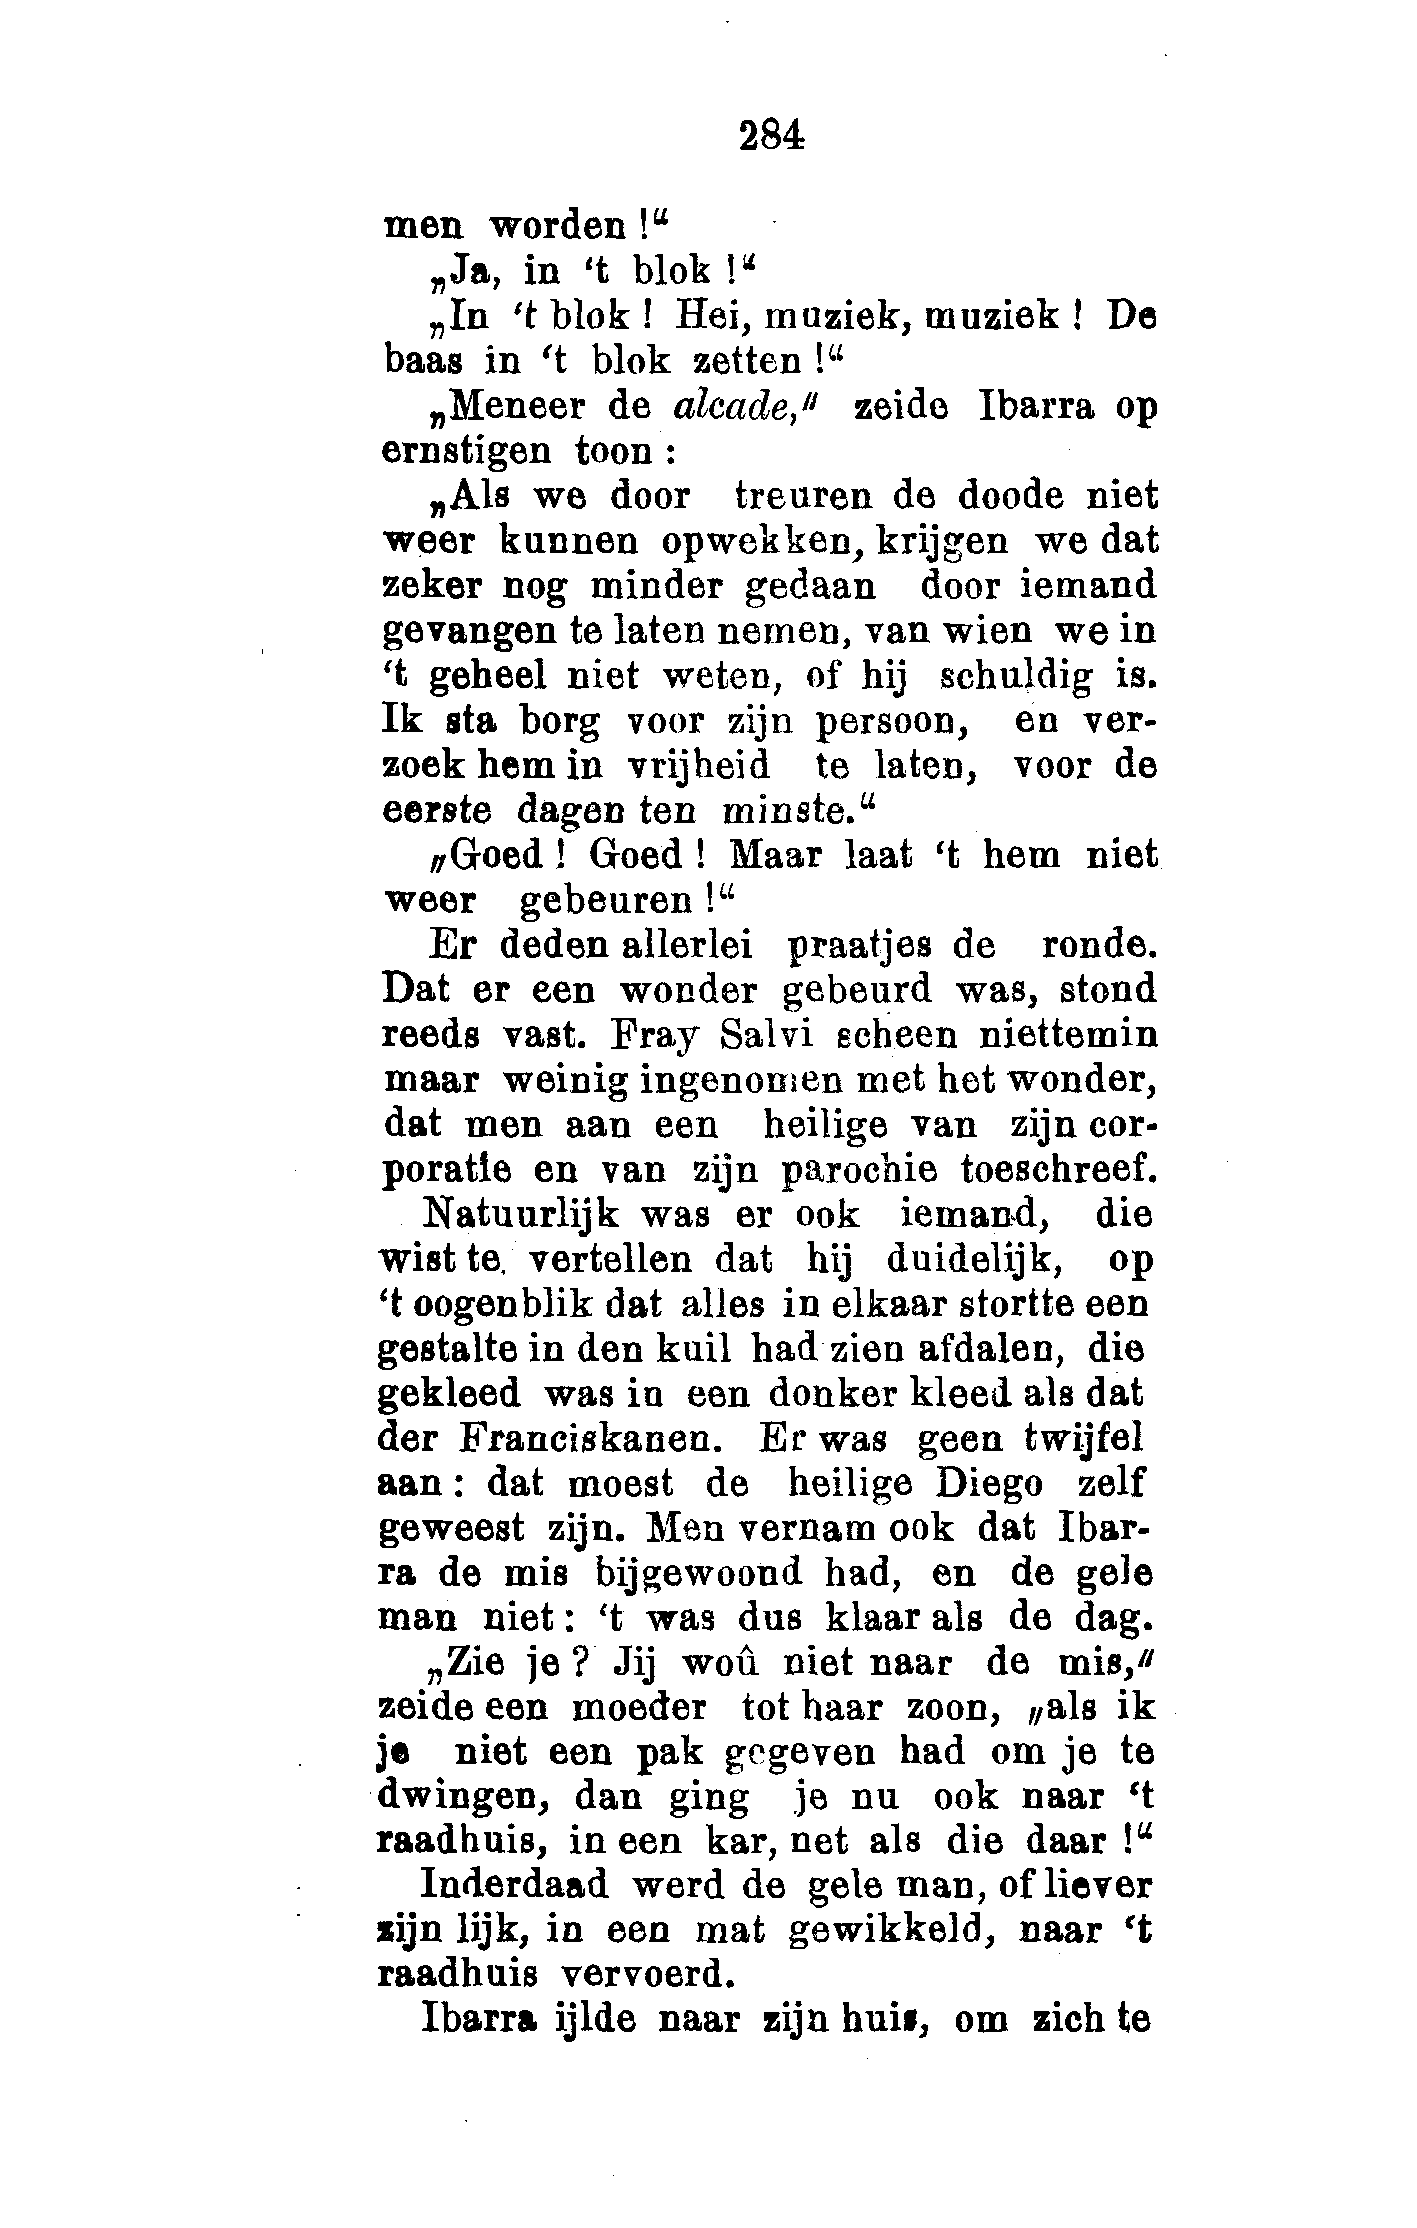 284
men worden !“
„Ja, in ‘t blok !“
„In ‘t blok ! Hei, muziek, muziek ! De
baas in ‘t blok zetten !“
„Meneer de alcade,“ zeide Ibarra op
ernstigen toon :
„Als we door treuren de doode niet
weer kunnen opwekken, krijgen we dat
zeker nog minder gedaan door iemand
gevangen te laten nemen, van wien we in
‘t geheel niet weten, of hij schuldig is.
Ik sta borg voor zijn persoon, en ver-
zoek hem in vrijheid te laten, voor de
eerste dagen ten minste.“
„Goed ! Goed ! Maar laat ‘t hem niet
weer gebeuren !“
Er deden allerlei praatjes de ronde.
Dat er een wonder gebeurd was, stond
reeds vast. Fray Salvi scheen niettemin
maar weinig ingenomen met het wonder,
dat men aan een heilige van zijn cor-
poratie en van zijn parochie toeschreef.
Natuurlijk was er ook iemand, die
wist te vertellen dat hij duidelijk, op
‘t oogenblik dat alles in elkaar stortte een
gestalte in den kuil had zien afdalen, die
gekleed was in een donker kleed als dat
der Franciskanen. Er was geen twijfel
aan : dat moest de heilige Diego zelf
geweest zijn. Men vernam ook dat Ibar-
ra de mis bijgewoond had, en de gele
man niet : ‘t was dus klaar als de dag.
„Zie je ? Jij woû niet naar de mis,“
zeide een moeder tot haar zoon, „als ik
je niet een pak gegeven had om je te
dwingen, dan ging je nu ook naar ‘t
raadhuis, in een kar, net als die daar !“
Inderdaad werd de gele man, of liever
zijn lijk, in een mat gewikkeld, naar ‘t
raadhuis vervoerd.
Ibarra ijlde naar zijn huis, om zich te